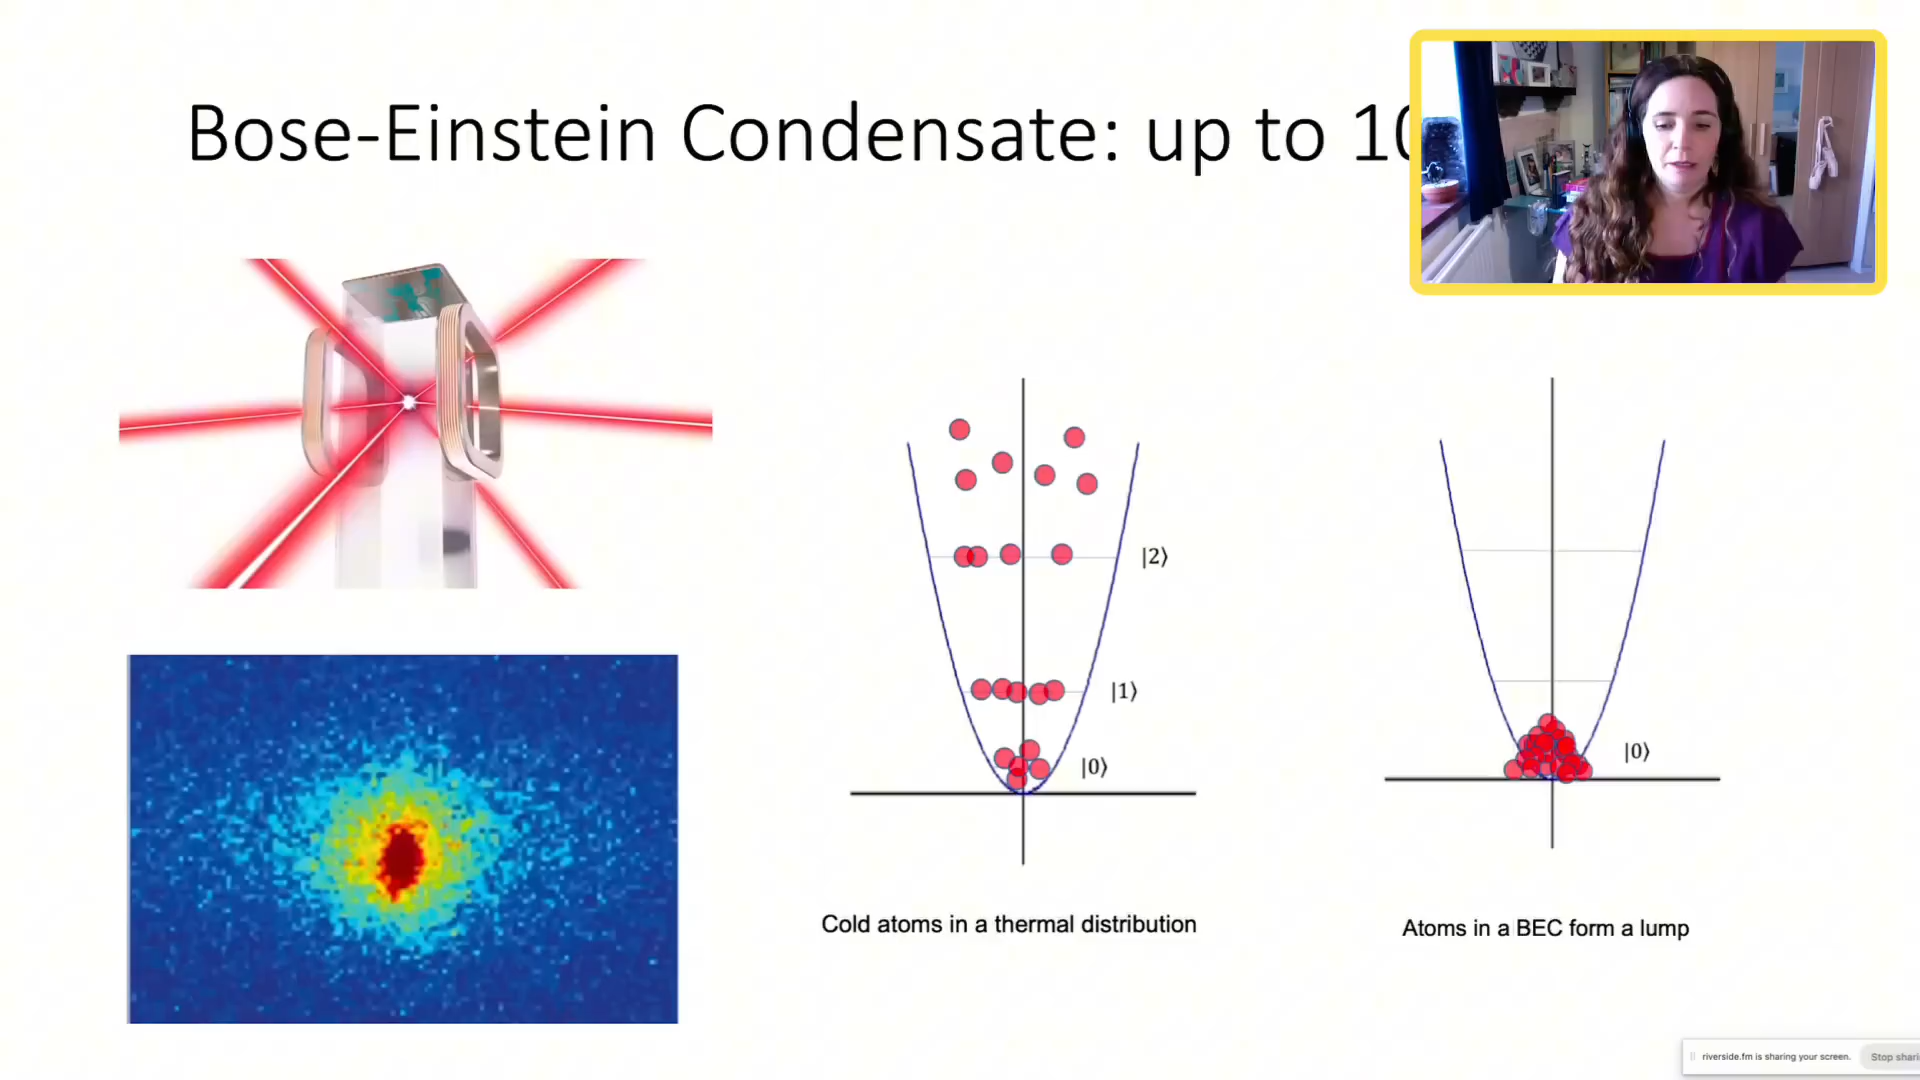 Bose-Einstein Condensate: up to 10
|2⟩
|1⟩
|0⟩
|0⟩
Cold atoms in a thermal distribution
Atoms in a BEC form a lump
riverside.fm is sharing your screen.
Stop shari